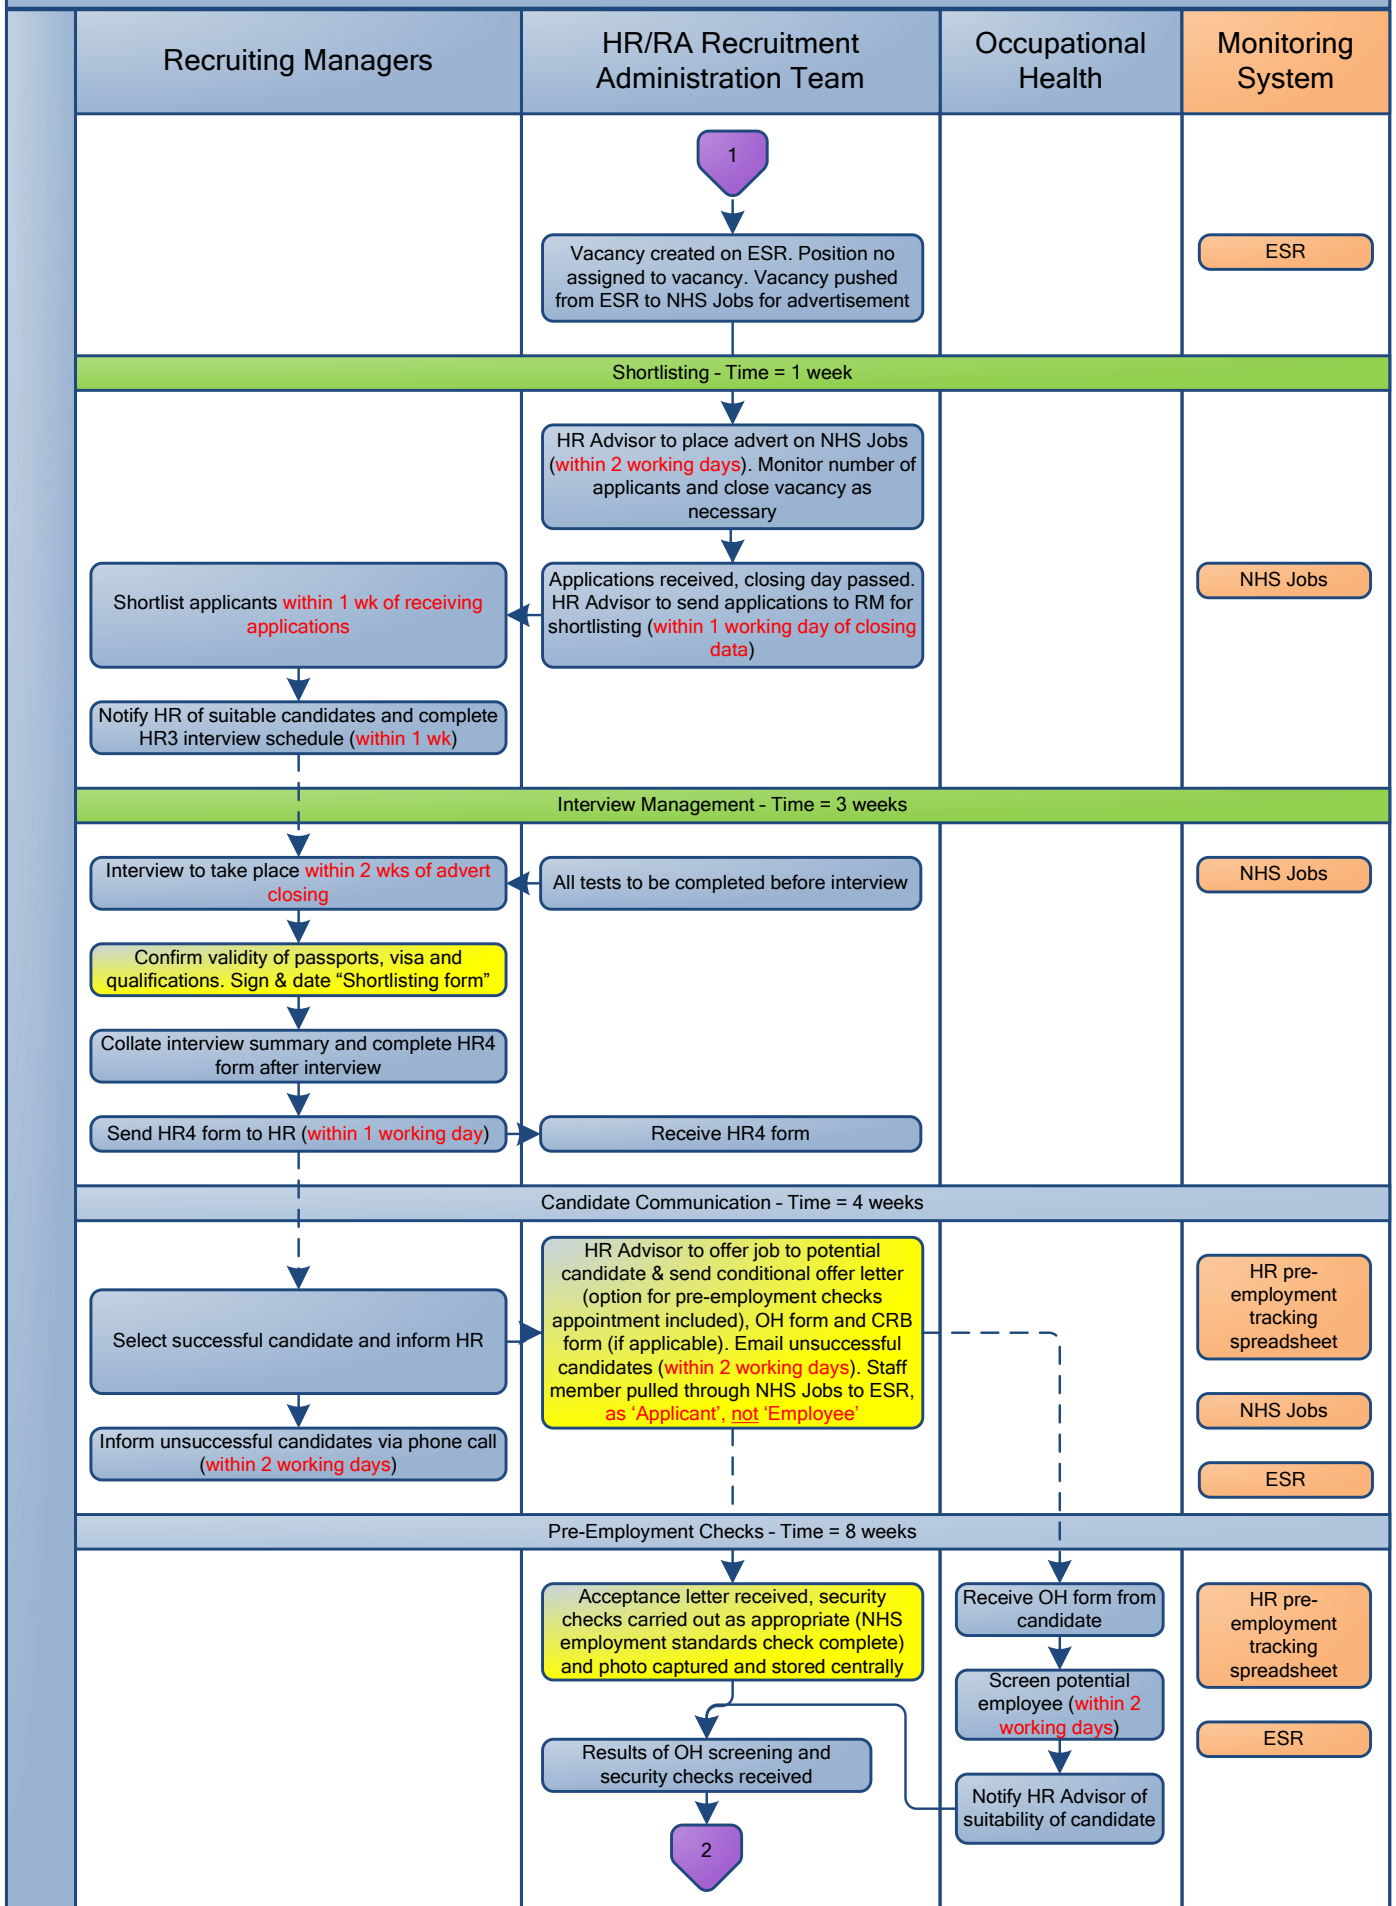 Recruiting Managers
HR/RA Recruitment
Administration Team
Occupational
Health
Monitoring
System
1
Vacancy created on ESR. Position no
assigned to vacancy. Vacancy pushed
from ESR to NHS Jobs for advertisement
ESR
Shortlisting - Time = 1 week
HR Advisor to place advert on NHS Jobs
(within 2 working days). Monitor number of
applicants and close vacancy as
necessary
Shortlist applicants within 1 wk of receiving
applications
Applications received, closing day passed.
HR Advisor to send applications to RM for
shortlisting (within 1 working day of closing
data)
NHS Jobs
Notify HR of suitable candidates and complete
HR3 interview schedule (within 1 wk)
Interview Management - Time = 3 weeks
Interview to take place within 2 wks of advert
closing
All tests to be completed before interview
NHS Jobs
Confirm validity of passports, visa and
qualifications. Sign & date “Shortlisting form”
Collate interview summary and complete HR4
form after interview
Send HR4 form to HR (within 1 working day)
Receive HR4 form
Candidate Communication - Time = 4 weeks
Select successful candidate and inform HR
HR Advisor to offer job to potential
candidate & send conditional offer letter
(option for pre-employment checks
appointment included), OH form and CRB
form (if applicable). Email unsuccessful
candidates (within 2 working days). Staff
member pulled through NHS Jobs to ESR,
as ‘Applicant’, not ‘Employee’
HR pre-
employment
tracking
spreadsheet
NHS Jobs
Inform unsuccessful candidates via phone call
(within 2 working days)
ESR
Pre-Employment Checks - Time = 8 weeks
Acceptance letter received, security
checks carried out as appropriate (NHS
employment standards check complete)
and photo captured and stored centrally
Receive OH form from
candidate
HR pre-
employment
tracking
spreadsheet
Screen potential
employee (within 2
working days)
ESR
Results of OH screening and
security checks received
Notify HR Advisor of
suitability of candidate
2